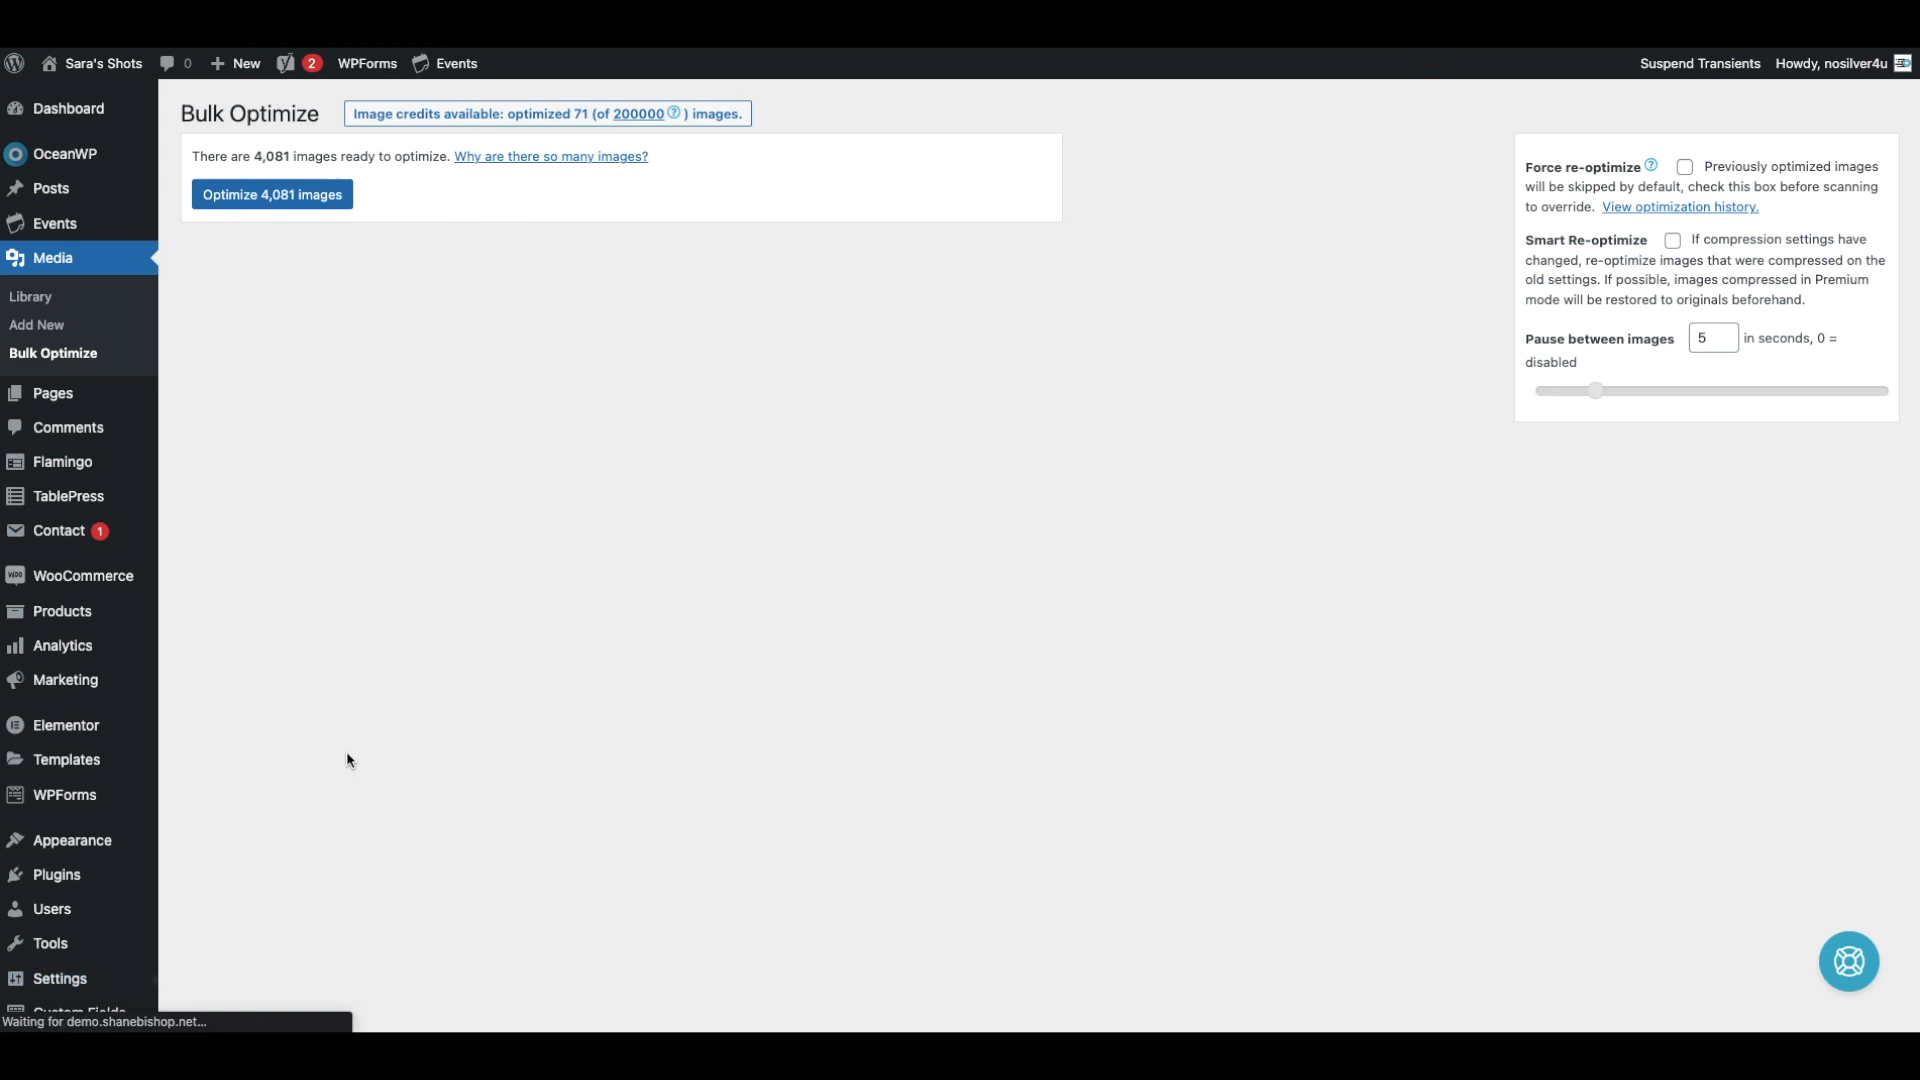 Sara's Shots 0 New 2 WPForms Events Suspend Transients Howdy, nosilver4u
Dashboard
OceanWP
Posts
Events
Media
Library
Add New
Bulk Optimize
Pages
Comments
Flamingo
TablePress
Contact 1
WooCommerce
Products
Analytics
Marketing
Elementor
Templates
WPForms
Appearance
Plugins
Users
Tools
Settings
Custom Fields
Waiting for demo.shanebishop.net...
Bulk Optimize
Image credits available: optimized 71 (of 200000 ? ) images.
There are 4,081 images ready to optimize. Why are there so many images?
Optimize 4,081 images
Force re-optimize ? Previously optimized images
will be skipped by default, check this box before scanning
to override. View optimization history.
Smart Re-optimize If compression settings have
changed, re-optimize images that were compressed on the
old settings. If possible, images compressed in Premium
mode will be restored to originals beforehand.
Pause between images 5 in seconds, 0 =
disabled